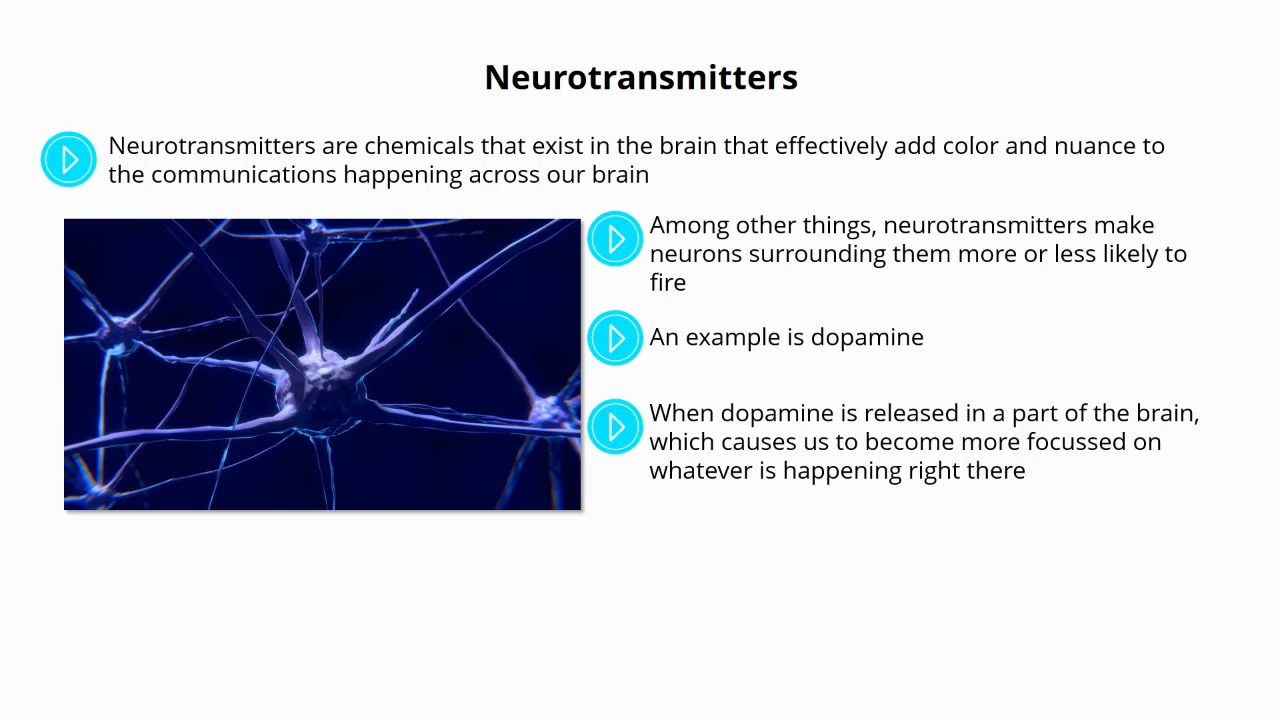 Neurotransmitters
Neurotransmitters are chemicals that exist in the brain that effectively add color and nuance to
the communications happening across our brain
Among other things, neurotransmitters make
neurons surrounding them more or less likely to
fire
An example is dopamine
When dopamine is released in a part of the brain,
which causes us to become more focussed on
whatever is happening right there